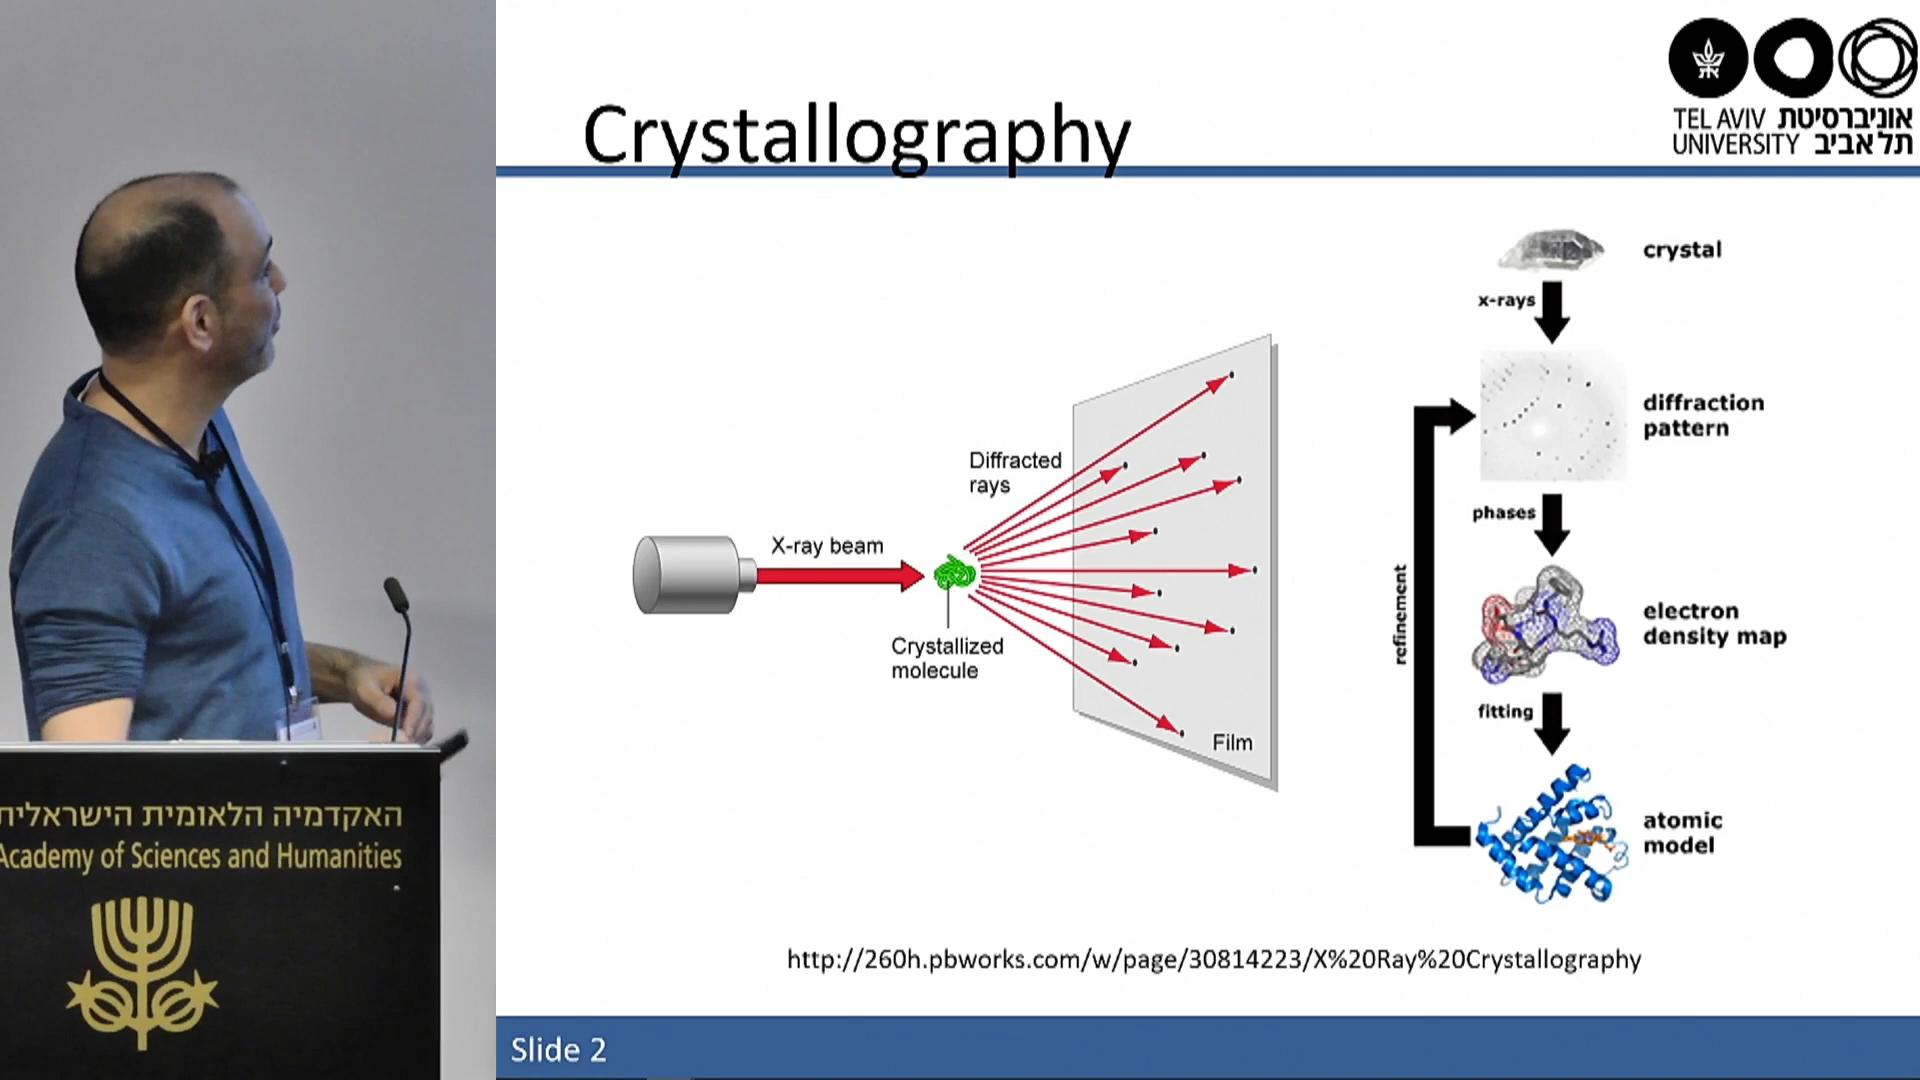 Crystallography
TEL AVIV אוניברסיטת
UNIVERSITY תל אביב
crystal
x-rays
diffraction
pattern
phases
refinement
electron
density map
fitting
atomic
model
Diffracted
rays
X-ray beam
Crystallized
molecule
Film
http://260h.pbworks.com/w/page/30814223/X%20Ray%20Crystallography
Slide 2
האקדמיה הלאומית הישראלית
Academy of Sciences and Humanities